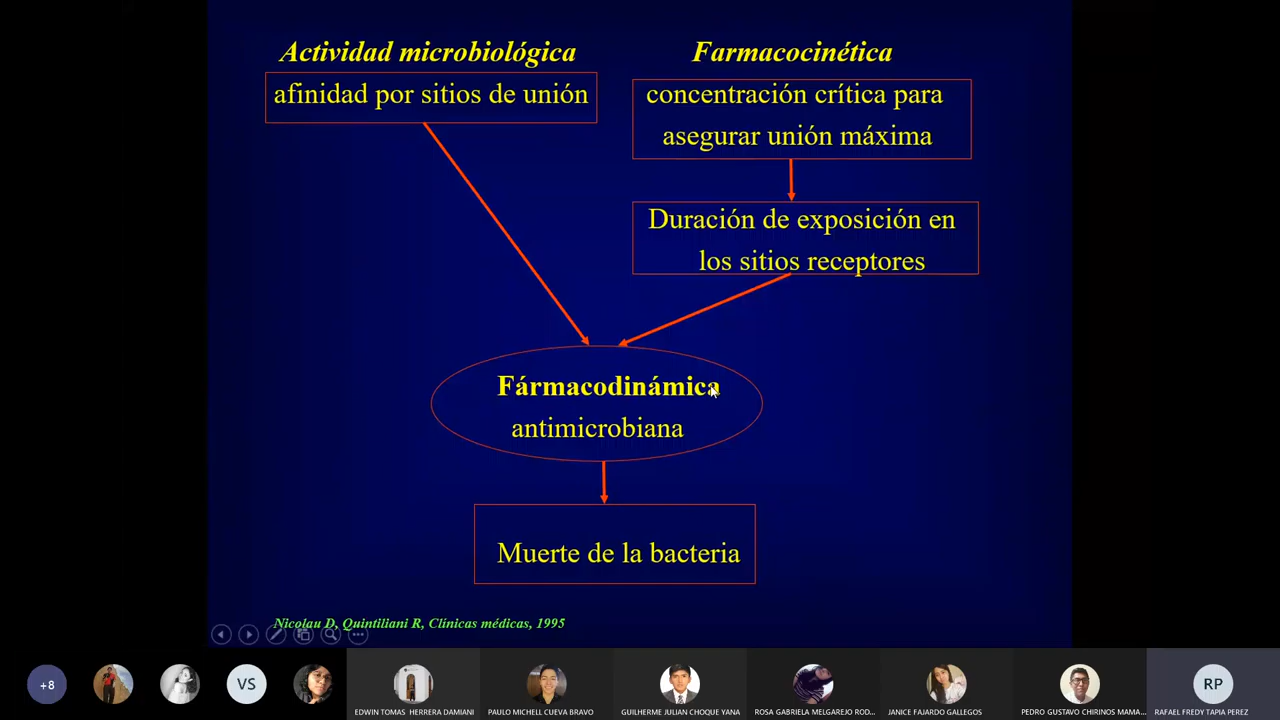 Actividad microbiológica
afinidad por sitios de unión
Farmacocinética
concentración crítica para
asegurar unión máxima
Duración de exposición en
los sitios receptores
Fármacodinámica
antimicrobiana
Muerte de la bacteria
Nicolau D, Quintiliani R, Clínicas médicas, 1995
+8
VS
EDWIN TOMAS HERRERA DAMIANI
PAULO MICHELL CUEVA BRAVO
GUILHERME JULIAN CHOQUE YANA
ROSA GABRIELA MELGAREJO ROD...
JANICE FAJARDO GALLEGOS
PEDRO GUSTAVO CHIRINOS MAMA...
RP
RAFAEL FREDY TAPIA PEREZ